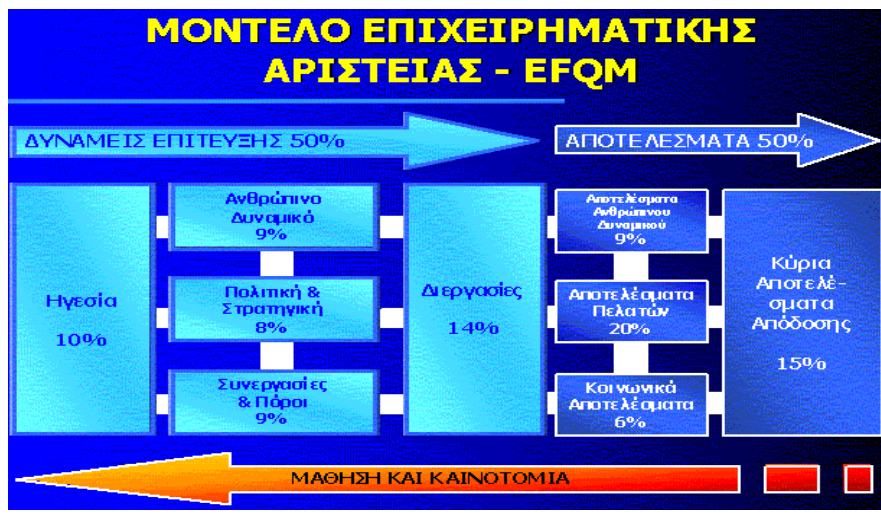 ΜΟΝΤΕΛΟ ΕΠΙΧΕΙΡΗΜΑΤΙΚΗΣ
ΑΡΙΣΤΕΙΑΣ - EFQM
ΔΥΝΑΜΕΙΣ ΕΠΙΤΕΥΞΗΣ 50%
ΑΠΟΤΕΛΕΣΜΑΤΑ 50%
Ηγεσία
10%
Ανθρώπινο
Δυναμικό
9%
Πολιτική &
Στρατηγική
8%
Συνεργασίες
& Πόροι
9%
Διεργασίες
14%
Αποτελέσματα
Ανθρωπίνου
Δυναμικού
9%
Αποτελέσματα
Πελατών
20%
Κοινωνικά
Αποτελέσματα
6%
Κύρια
Αποτελέ-
σματα
Απόδοσης
15%
ΜΑΘΗΣΗ ΚΑΙ ΚΑΙΝΟΤΟΜΙΑ